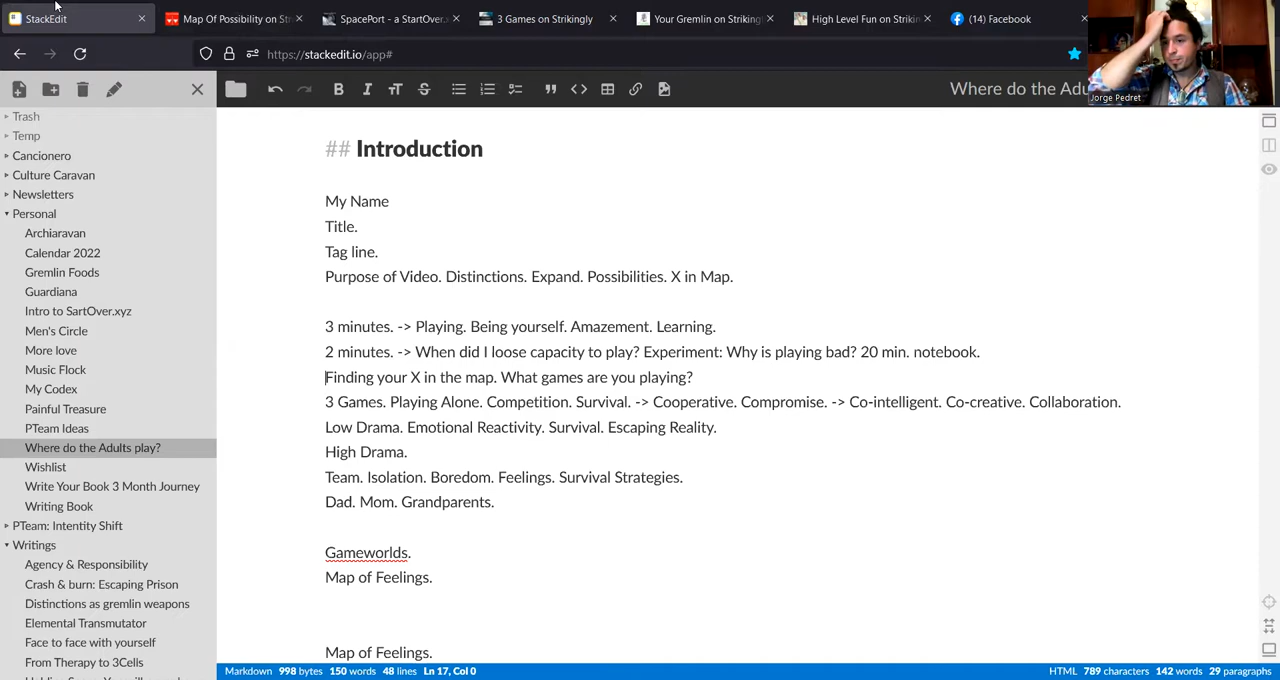 StackEdit
Map Of Possibility on Str
SpacePort - a StartOver.x
3 Games on Strikingly
Your Gremlin on Strikingl
High Level Fun on Strikin
(14) Facebook
https://stackedit.io/app#
Where do the Adu
Jorge Pedret
Trash
Temp
Cancionero
Culture Caravan
Newsletters
Personal
Archiaravan
Calendar 2022
Gremlin Foods
Guardiana
Intro to SartOver.xyz
Men's Circle
More love
Music Flock
My Codex
Painful Treasure
PTeam Ideas
Where do the Adults play?
Wishlist
Write Your Book 3 Month Journey
Writing Book
PTeam: Intentity Shift
Writings
Agency & Responsibility
Crash & burn: Escaping Prison
Distinctions as gremlin weapons
Elemental Transmutator
Face to face with yourself
From Therapy to 3Cells
## Introduction
My Name
Title.
Tag line.
Purpose of Video. Distinctions. Expand. Possibilities. X in Map.
3 minutes. -> Playing. Being yourself. Amazement. Learning.
2 minutes. -> When did I loose capacity to play? Experiment: Why is playing bad? 20 min. notebook.
Finding your X in the map. What games are you playing?
3 Games. Playing Alone. Competition. Survival. -> Cooperative. Compromise. -> Co-intelligent. Co-creative. Collaboration.
Low Drama. Emotional Reactivity. Survival. Escaping Reality.
High Drama.
Team. Isolation. Boredom. Feelings. Survival Strategies.
Dad. Mom. Grandparents.
Gameworlds.
Map of Feelings.
Map of Feelings.
Markdown 998 bytes 150 words 48 lines Ln 17, Col 0
HTML 789 characters 142 words 29 paragraphs